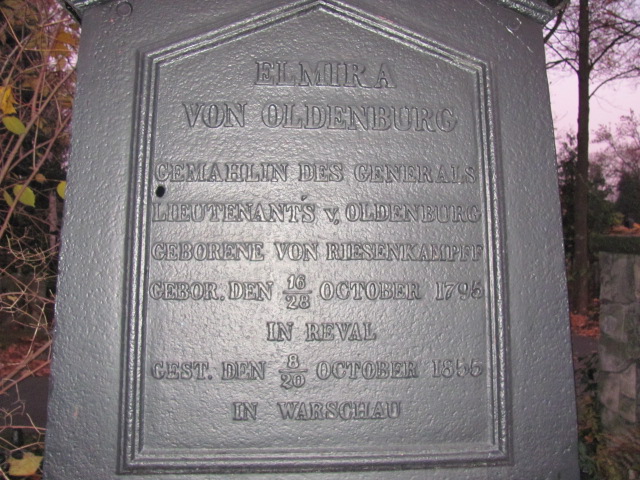 ELMIRA
VON OLDENBURG
GEMAHLIN DES GENERALS
LIEUTENANTS v. OLDENBURG
GEBORENE VON RIESENKAMPFF
GEBOR. DEN 16/28 OCTOBER 1795
IN REVAL
GEST. DEN 8/20 OCTOBER 1855
IN WARSCHAU